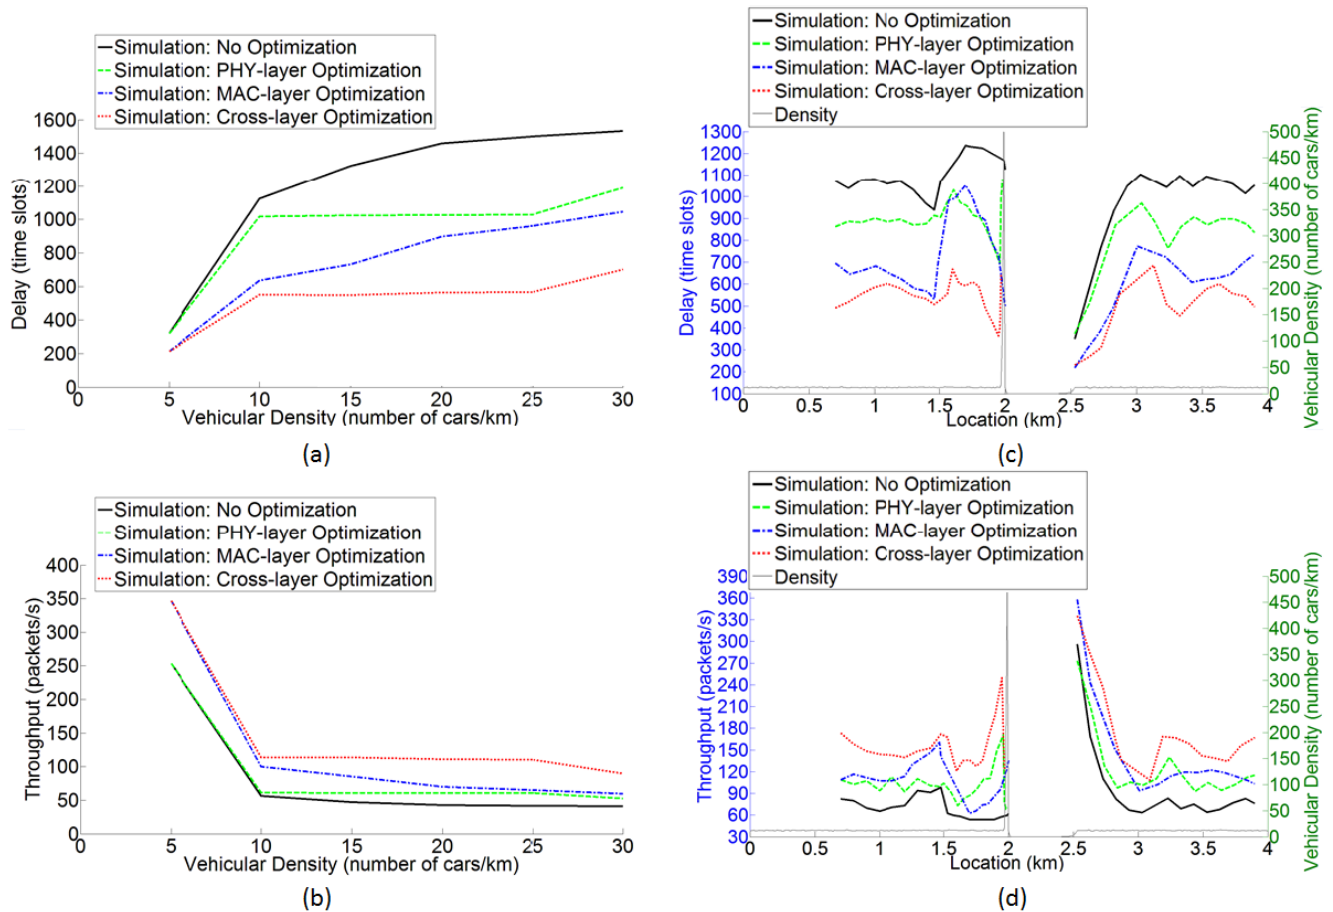 Simulation: No Optimization
Simulation: PHY-layer Optimization
Simulation: MAC-layer Optimization
Simulation: Cross-layer Optimization
1600
1400
1200
1000
800
600
400
200
0
Delay (time slots)
0 5 10 15 20 25 30
Vehicular Density (number of cars/km)
(a)
Simulation: No Optimization
Simulation: PHY-layer Optimization
Simulation: MAC-layer Optimization
Simulation: Cross-layer Optimization
Density
1300
1200
1100
1000
900
800
700
600
500
400
300
200
100
Delay (time slots)
500
450
400
350
300
250
200
150
100
50
0
Vehicular Density (number of cars/km)
0 0.5 1 1.5 2 2.5 3 3.5 4
Location (km)
(c)
Simulation: No Optimization
Simulation: PHY-layer Optimization
Simulation: MAC-layer Optimization
Simulation: Cross-layer Optimization
400
350
300
250
200
150
100
50
0
Throughput (packets/s)
0 5 10 15 20 25 30
Vehicular Density (number of cars/km)
(b)
Simulation: No Optimization
Simulation: PHY-layer Optimization
Simulation: MAC-layer Optimization
Simulation: Cross-layer Optimization
Density
390
360
330
300
270
240
210
180
150
120
90
60
30
Throughput (packets/s)
500
450
400
350
300
250
200
150
100
50
0
Vehicular Density (number of cars/km)
0 0.5 1 1.5 2 2.5 3 3.5 4
Location (km)
(d)